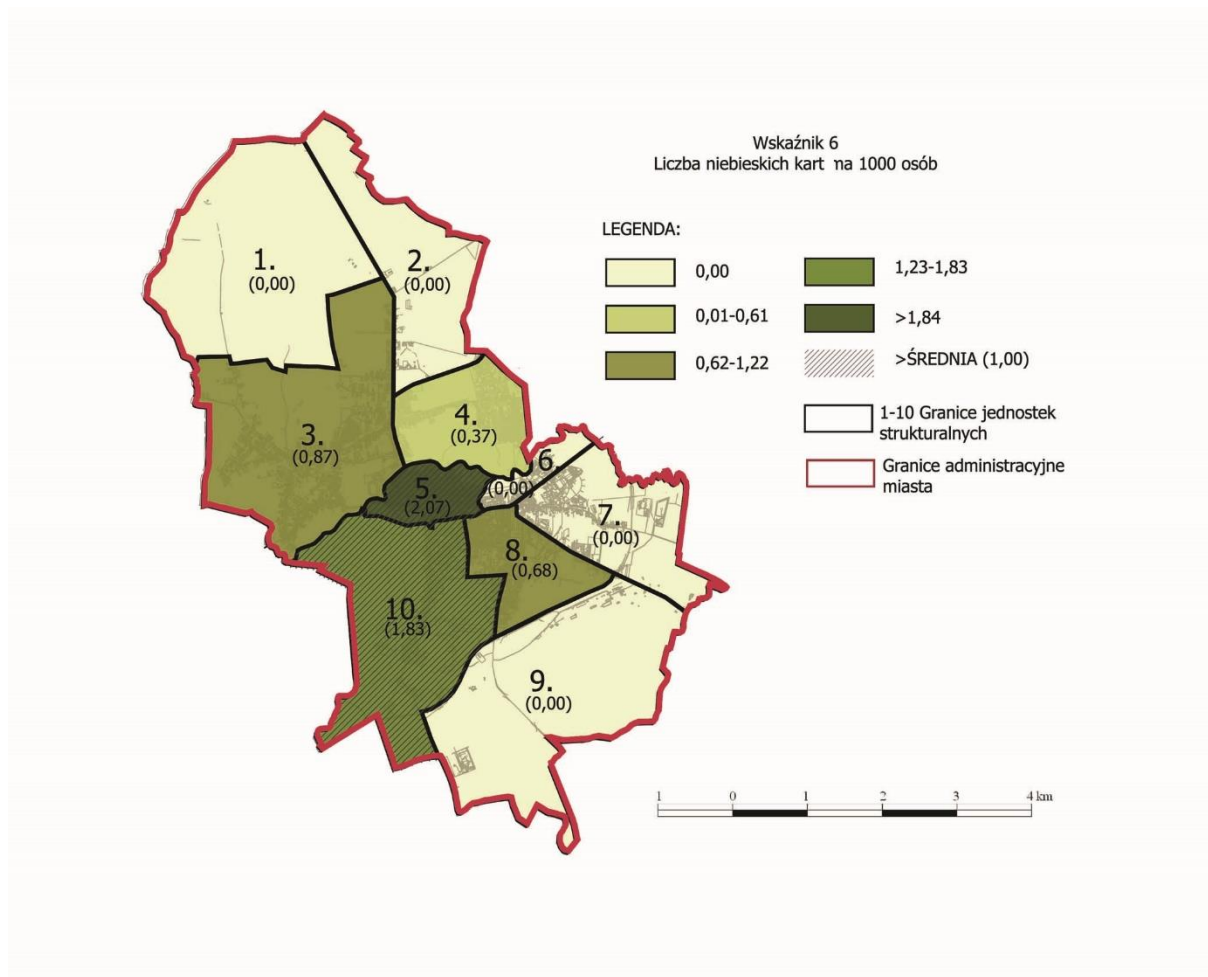 Wskaźnik 6
Liczba niebieskich kart na 1000 osób
LEGENDA:
0,00
0,01-0,61
0,62-1,22
1,23-1,83
>1,84
>ŚREDNIA (1,00)
1-10 Granice jednostek
strukturalnych
Granice administracyjne
miasta
1.
(0,00)
2.
(0,00)
3.
(0,87)
4.
(0,37)
5.
(2,07)
6.
(0,00)
7.
(0,00)
8.
(0,68)
9.
(0,00)
10.
(1,83)
1 0 1 2 3 4 km